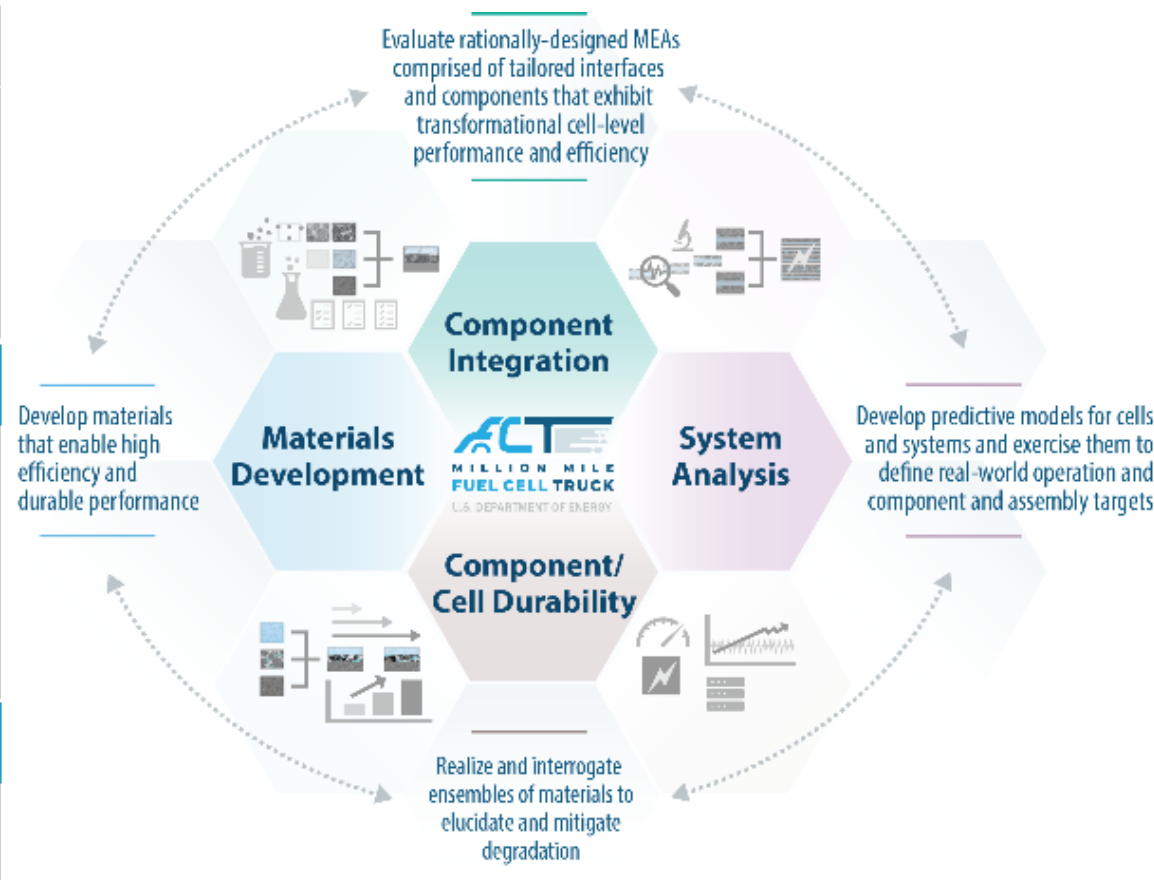 Evaluate rationally-designed MEAs
comprised of tailored interfaces
and components that exhibit
transformational cell-level
performance and efficiency
Component
Integration
Develop materials
that enable high
efficiency and
durable performance
Materials
Development
MILLION MILE
FUEL CELL TRUCK
U.S. DEPARTMENT OF ENERGY
System
Analysis
Develop predictive models for cells
and systems and exercise them to
define real-world operation and
component and assembly targets
Component/
Cell Durability
Realize and interrogate
ensembles of materials to
elucidate and mitigate
degradation